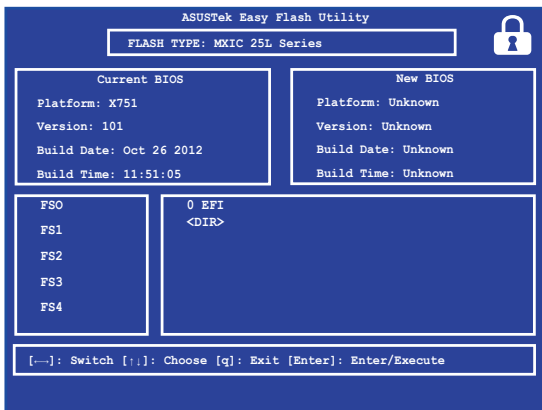 ASUSTek Easy Flash Utility
FLASH TYPE: MXIC 25L Series
Current BIOS
Platform: X751
Version: 101
Build Date: Oct 26 2012
Build Time: 11:51:05
New BIOS
Platform: Unknown
Version: Unknown
Build Date: Unknown
Build Time: Unknown
FSO
FS1
FS2
FS3
FS4
0 EFI
<DIR>
[←→]: Switch [↑↓]: Choose [q]: Exit [Enter]: Enter/Execute